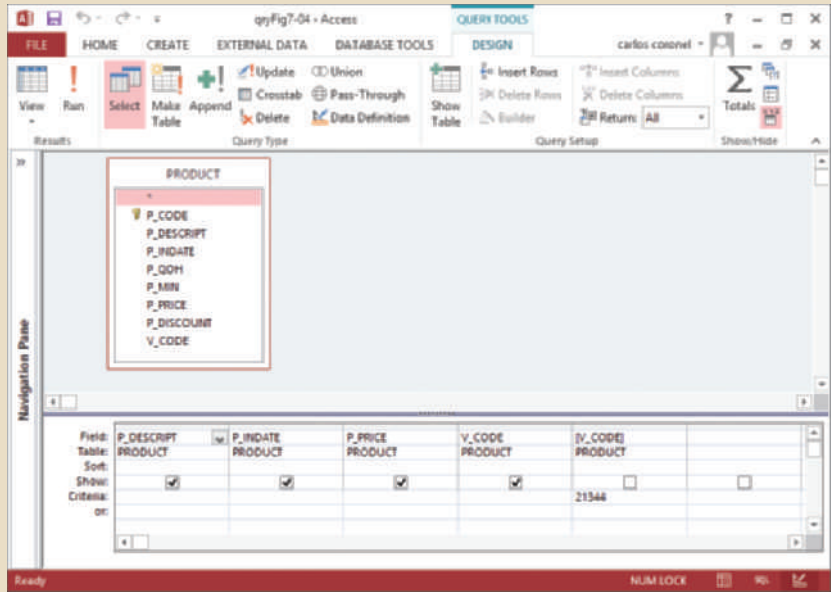 qryFig7-04 - Access
QUERY TOOLS
FILE HOME CREATE EXTERNAL DATA DATABASE TOOLS DESIGN carlos coronel
View
Run
Select
Make Table
Append
Update
Crosstab
Delete
Union
Pass-Through
Data Definition
Show Table
Insert Rows
Delete Rows
Builder
Insert Columns
Delete Columns
Return: All
Totals
Results Query Type Query Setup Show/Hide
Navigation Pane
PRODUCT
*
P_CODE
P_DESCRIPT
P_INDATE
P_QOH
P_MIN
P_PRICE
P_DISCOUNT
V_CODE
Field: P_DESCRIPT P_INDATE P_PRICE V_CODE [V_CODE]
Table: PRODUCT PRODUCT PRODUCT PRODUCT PRODUCT
Sort:
Show:
Criteria: 21344
or:
Ready NUM LOCK SQL